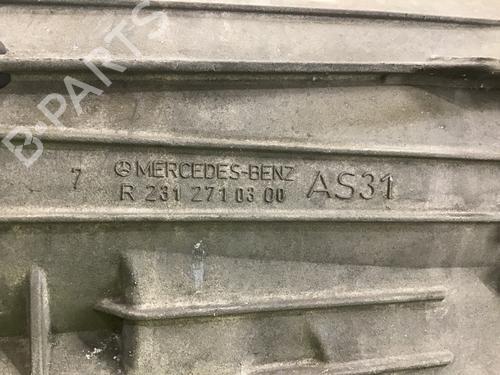 B-PARTS
7 MERCEDES-BENZ AS31
R 231 271 03 00